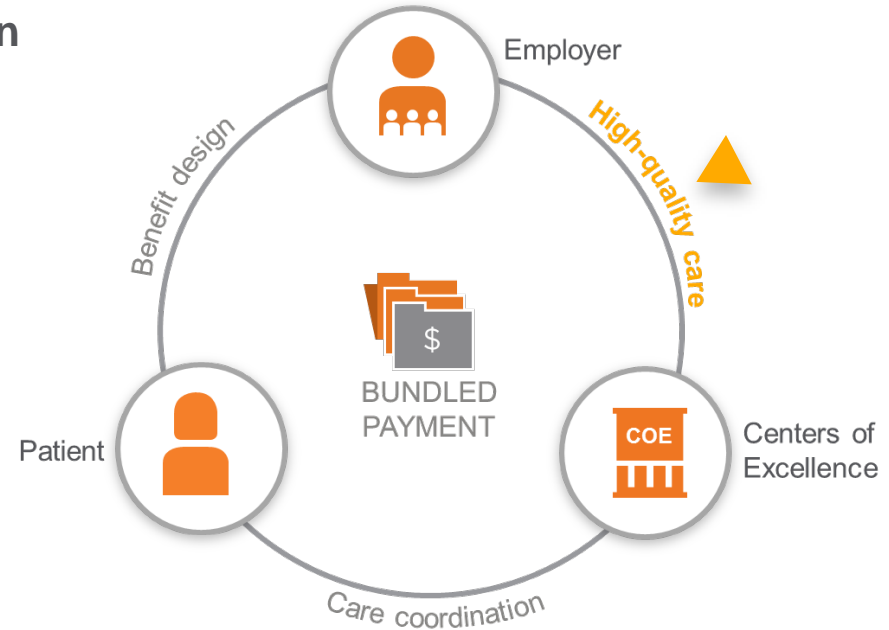 n
Employer
Benefit design
High-quality care
$
BUNDLED
PAYMENT
Patient
COE
Centers of
Excellence
Care coordination